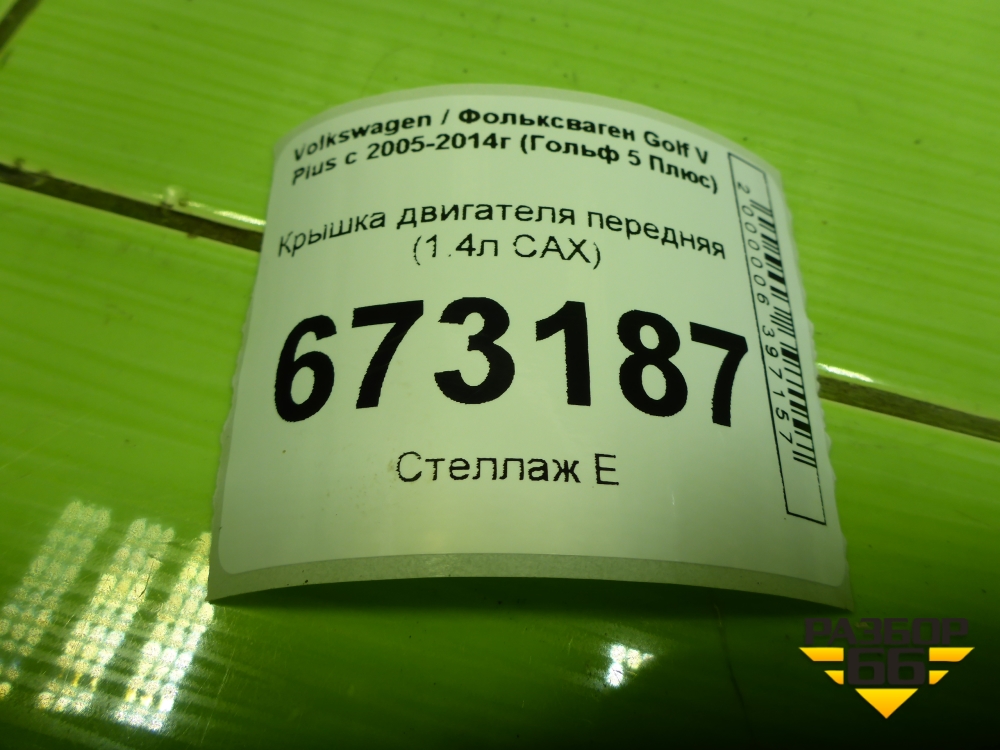 Volkswagen / Фольксваген Golf V
Plus с 2005-2014г (Гольф 5 Плюс)
Крышка двигателя передняя
(1.4л CAX)
673187
Стеллаж Е
2000006397157
РАЗБОР
66